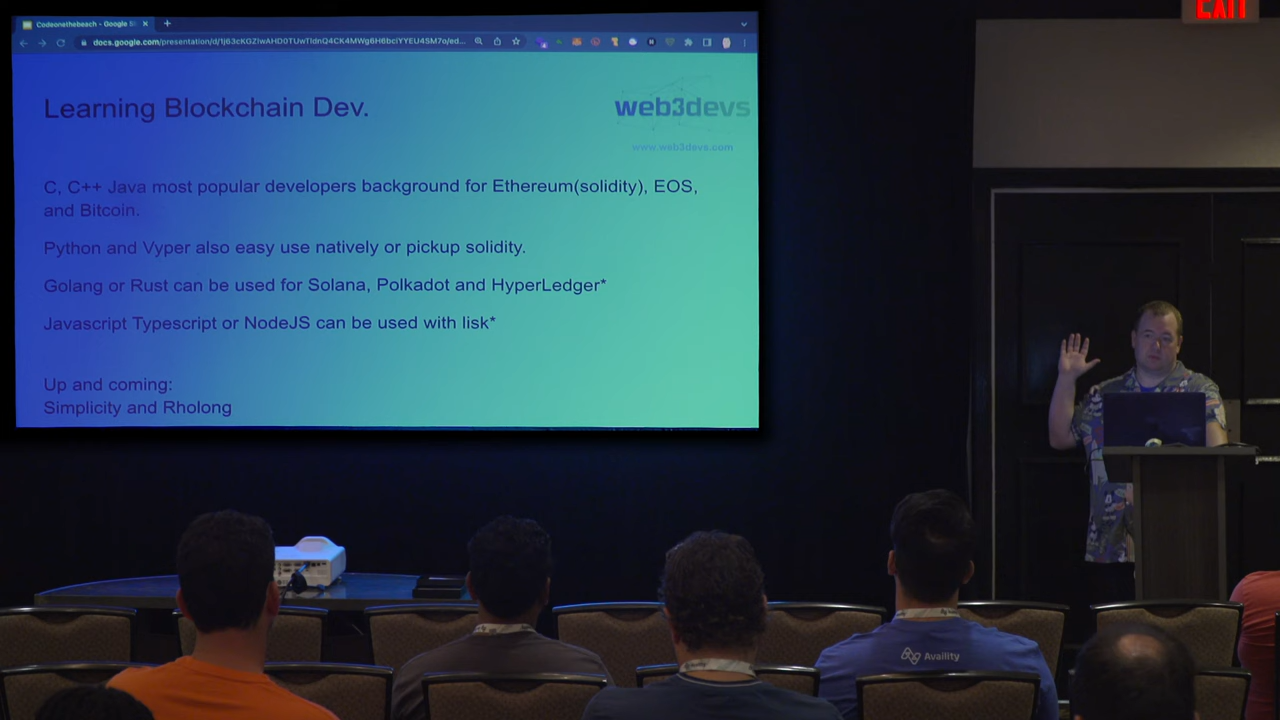 EXIT
Codeonthebeach - Google Sl
docs.google.com/presentation/d/1j63cKGZIwAHD0TUwTldnQ4CK4MWg6H6bciYYEU4SM7o/ed...
Learning Blockchain Dev.
web3devs
www.web3devs.com
C, C++ Java most popular developers background for Ethereum(solidity), EOS,
and Bitcoin.
Python and Vyper also easy use natively or pickup solidity.
Golang or Rust can be used for Solana, Polkadot and HyperLedger*
Javascript Typescript or NodeJS can be used with lisk*
Up and coming:
Simplicity and Rholong
Availity